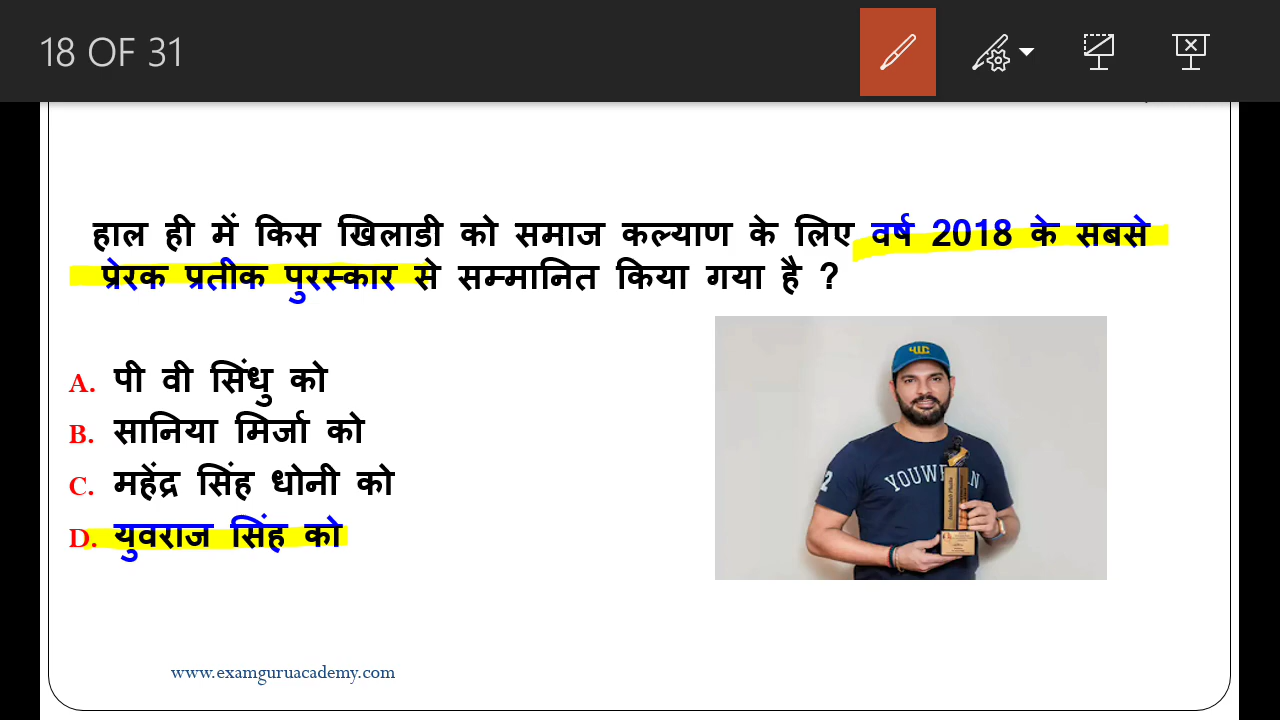 18 OF 31
हाल ही में किस खिलाडी को समाज कल्याण के लिए वर्ष 2018 के सबसे
प्रेरक प्रतीक पुरस्कार से सम्मानित किया गया है ?
A. पी वी सिंधु को
B. सानिया मिर्जा को
C. महेंद्र सिंह धोनी को
D. युवराज सिंह को
www.examguruacademy.com